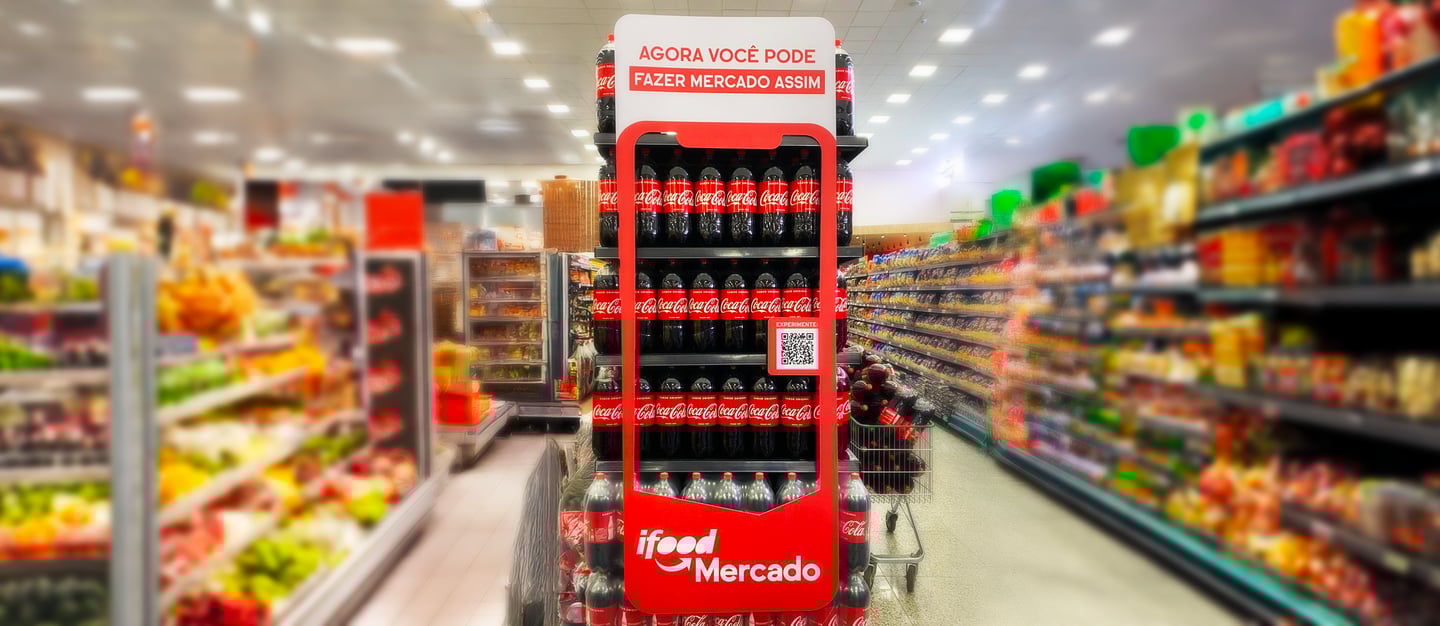 AGORA VOCÊ PODE
FAZER MERCADO ASSIM
Coca-Cola
EXPERIMENTE:
ifood
Mercado